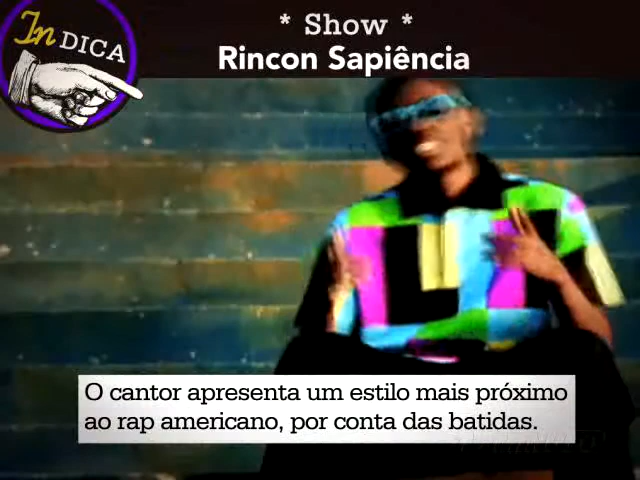 In DICA
* Show *
Rincon Sapiência
O cantor apresenta um estilo mais próximo
ao rap americano, por conta das batidas.